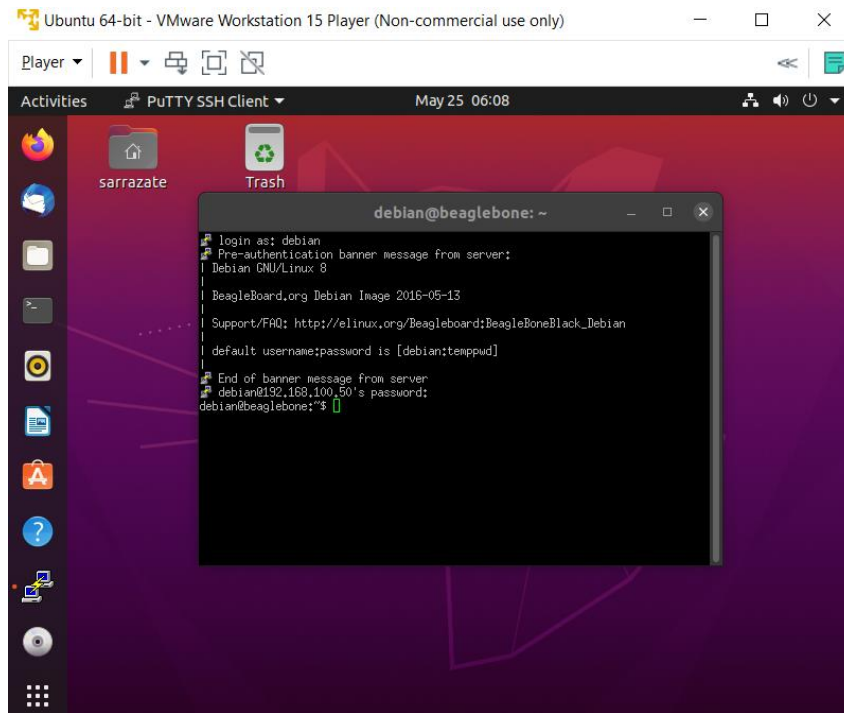 Ubuntu 64-bit - VMware Workstation 15 Player (Non-commercial use only)
Player
Activities PuTTY SSH Client May 25 06:08
sarrazate Trash
debian@beaglebone: ~
login as: debian
Pre-authentication banner message from server:
| Debian GNU/Linux 8
|
| BeagleBoard.org Debian Image 2016-05-13
|
| Support/FAQ: http://elinux.org/Beagleboard:BeagleBoneBlack_Debian
|
| default username:password is [debian:temppwd]
|
End of banner message from server
debian@192.168.100.50's password:
debian@beaglebone:~$